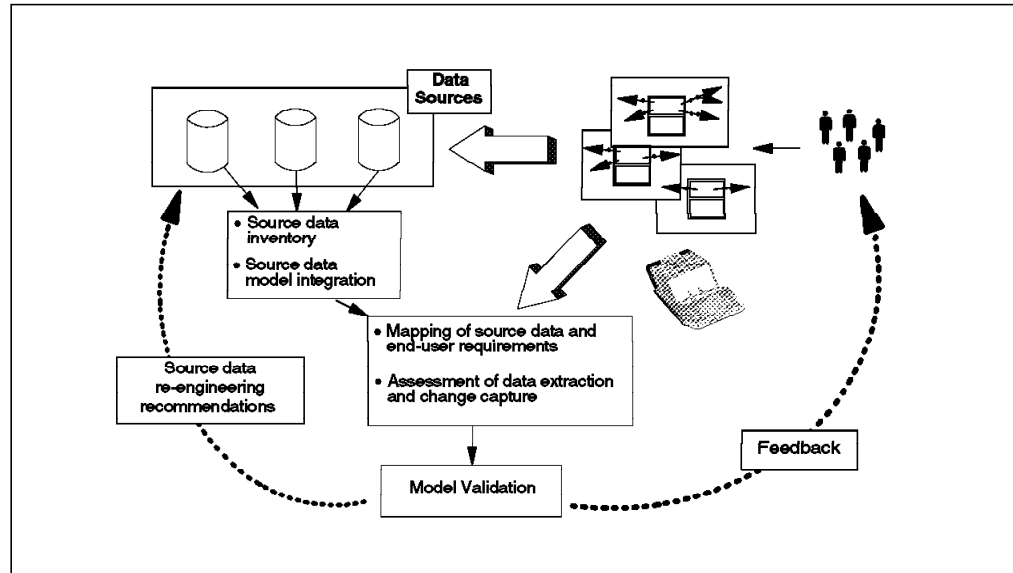 Data
Sources
• Source data
inventory
• Source data
model integration
• Mapping of source data and
end-user requirements
• Assessment of data extraction
and change capture
Source data
re-engineering
recommendations
Feedback
Model Validation